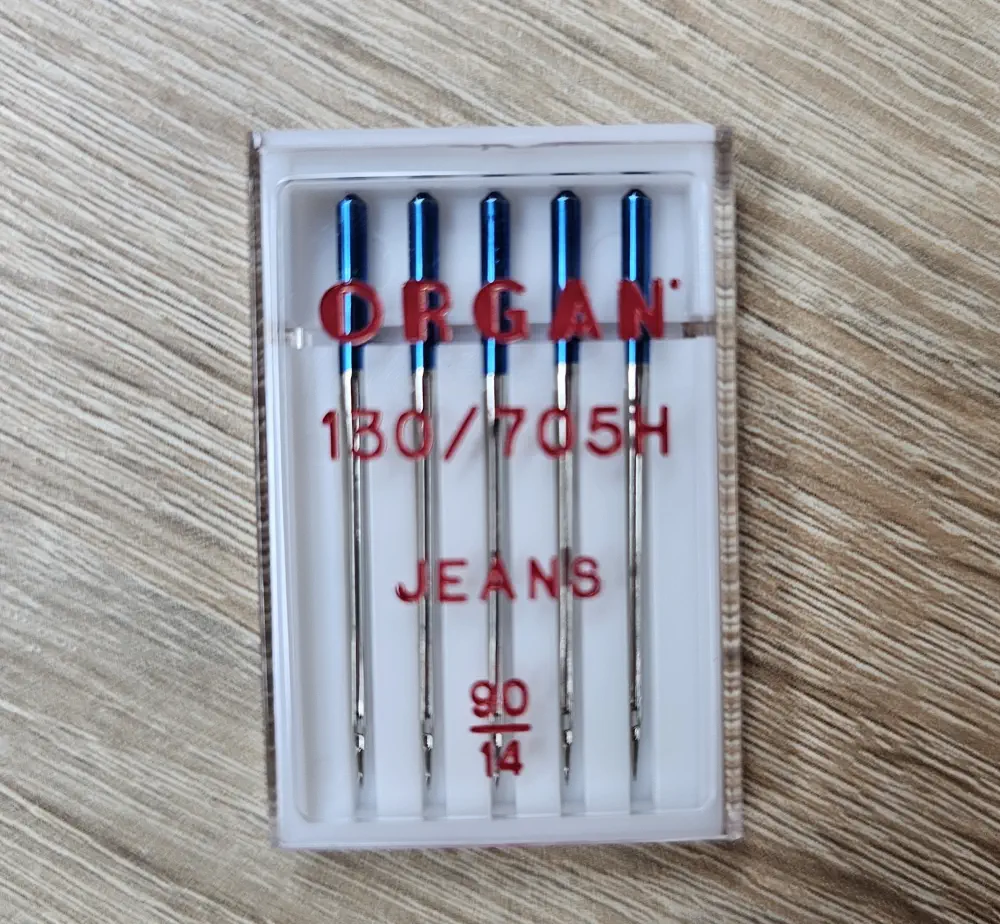 ORGAN
130/705H
JEANS
90
14